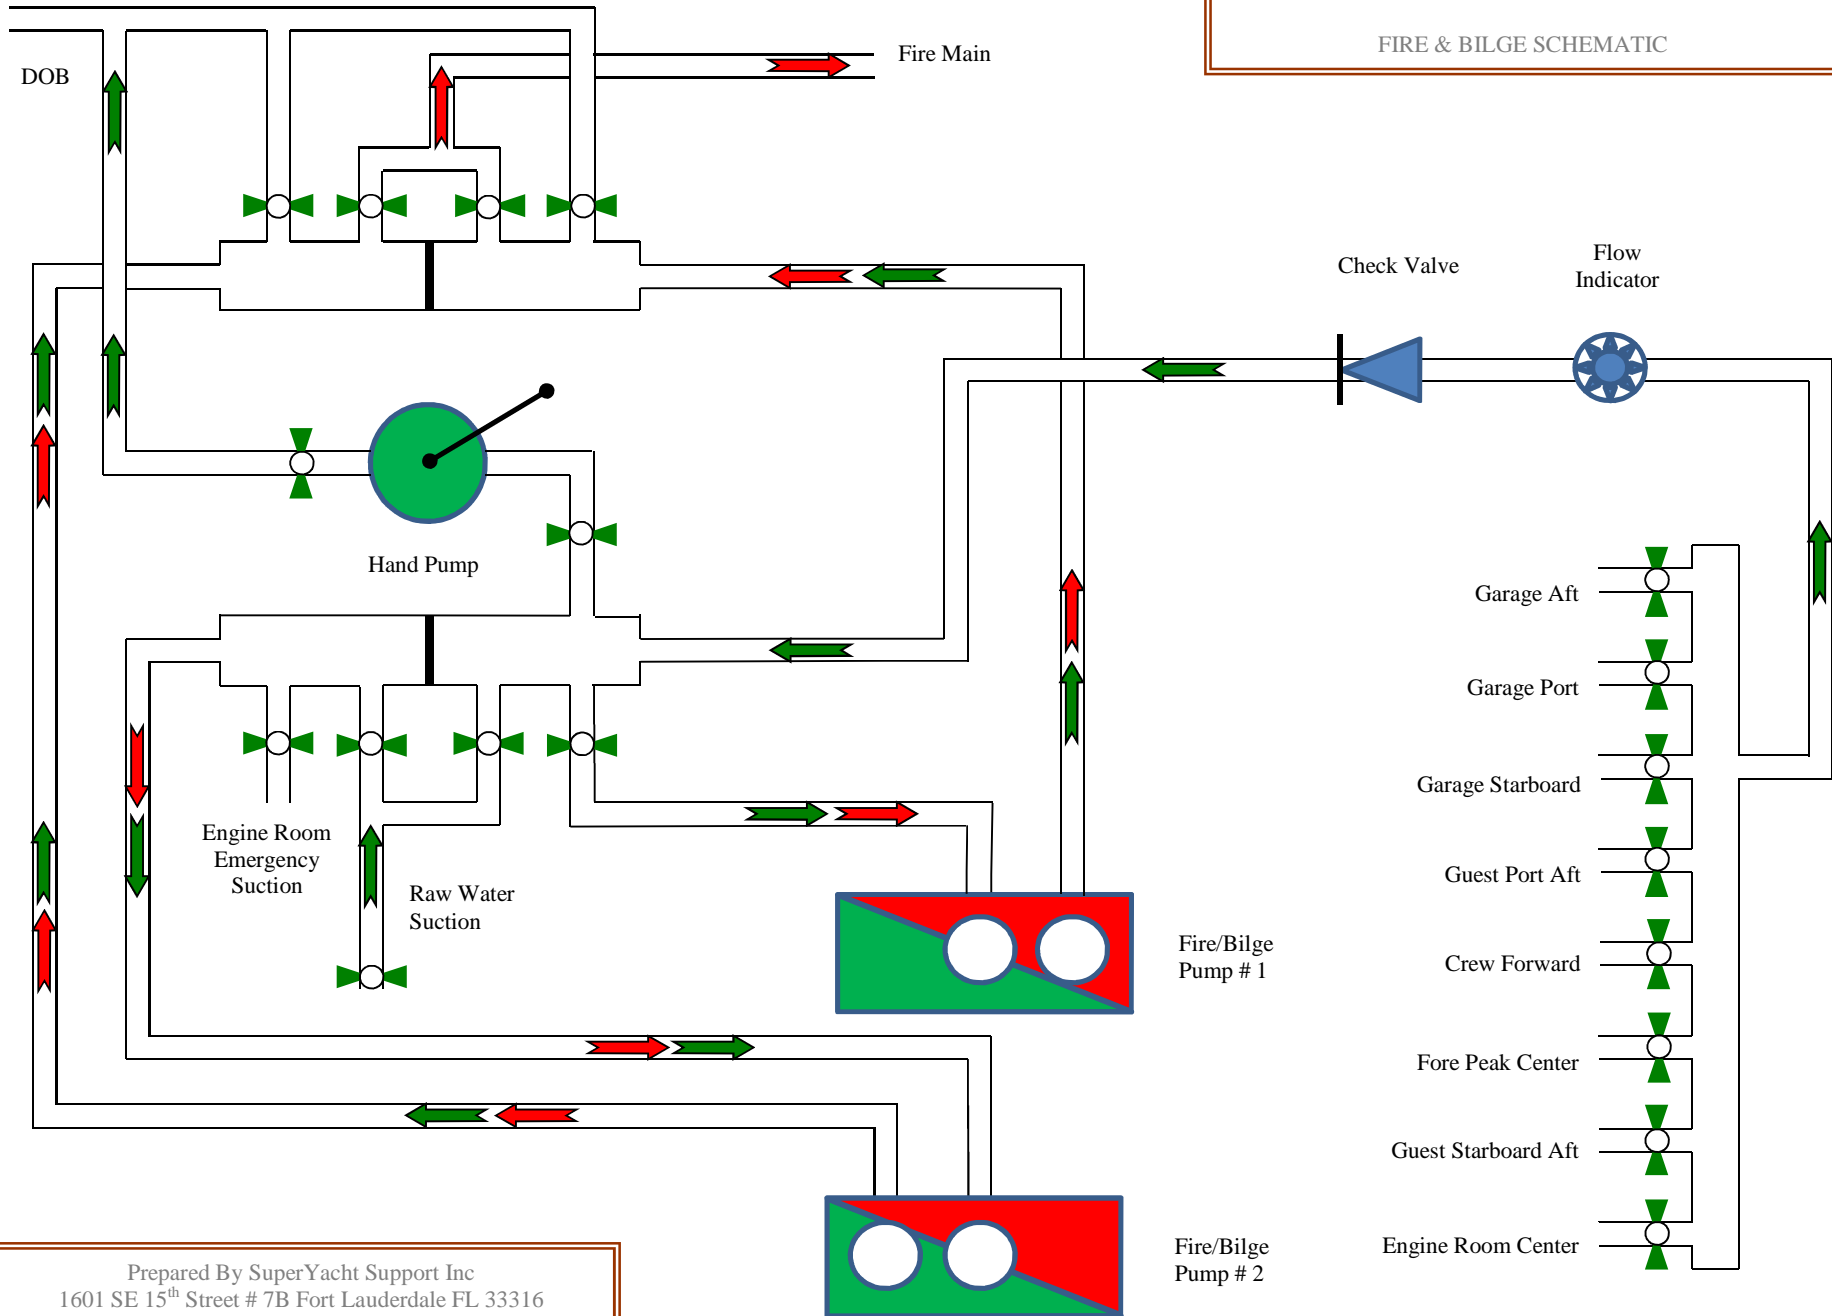 FIRE & BILGE SCHEMATIC
Fire Main
DOB
Check Valve
Flow
Indicator
Hand Pump
Garage Aft
Garage Port
Garage Starboard
Guest Port Aft
Crew Forward
Fore Peak Center
Guest Starboard Aft
Engine Room Center
Engine Room
Emergency
Suction
Raw Water
Suction
Fire/Bilge
Pump # 1
Fire/Bilge
Pump # 2
Prepared By SuperYacht Support Inc
1601 SE 15th Street # 7B Fort Lauderdale FL 33316